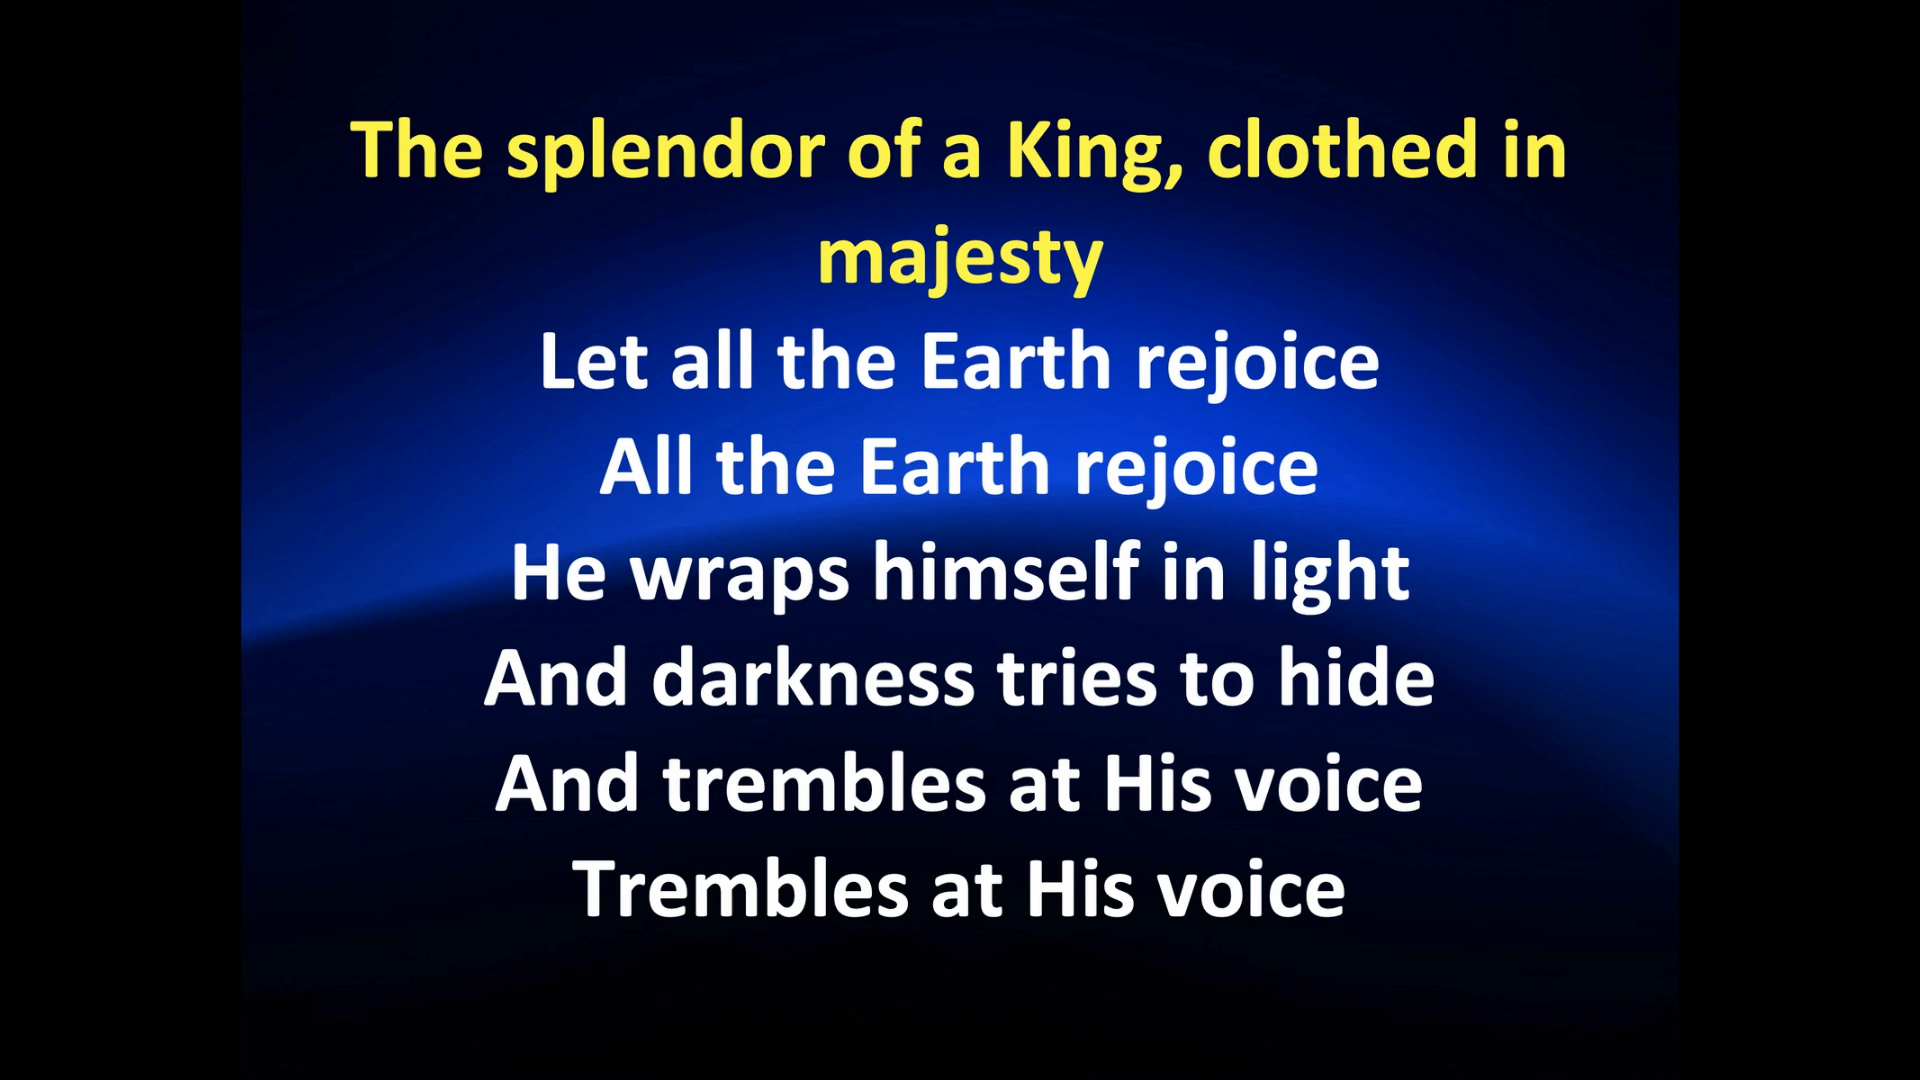 The splendor of a King, clothed in
majesty
Let all the Earth rejoice
All the Earth rejoice
He wraps himself in light
And darkness tries to hide
And trembles at His voice
Trembles at His voice